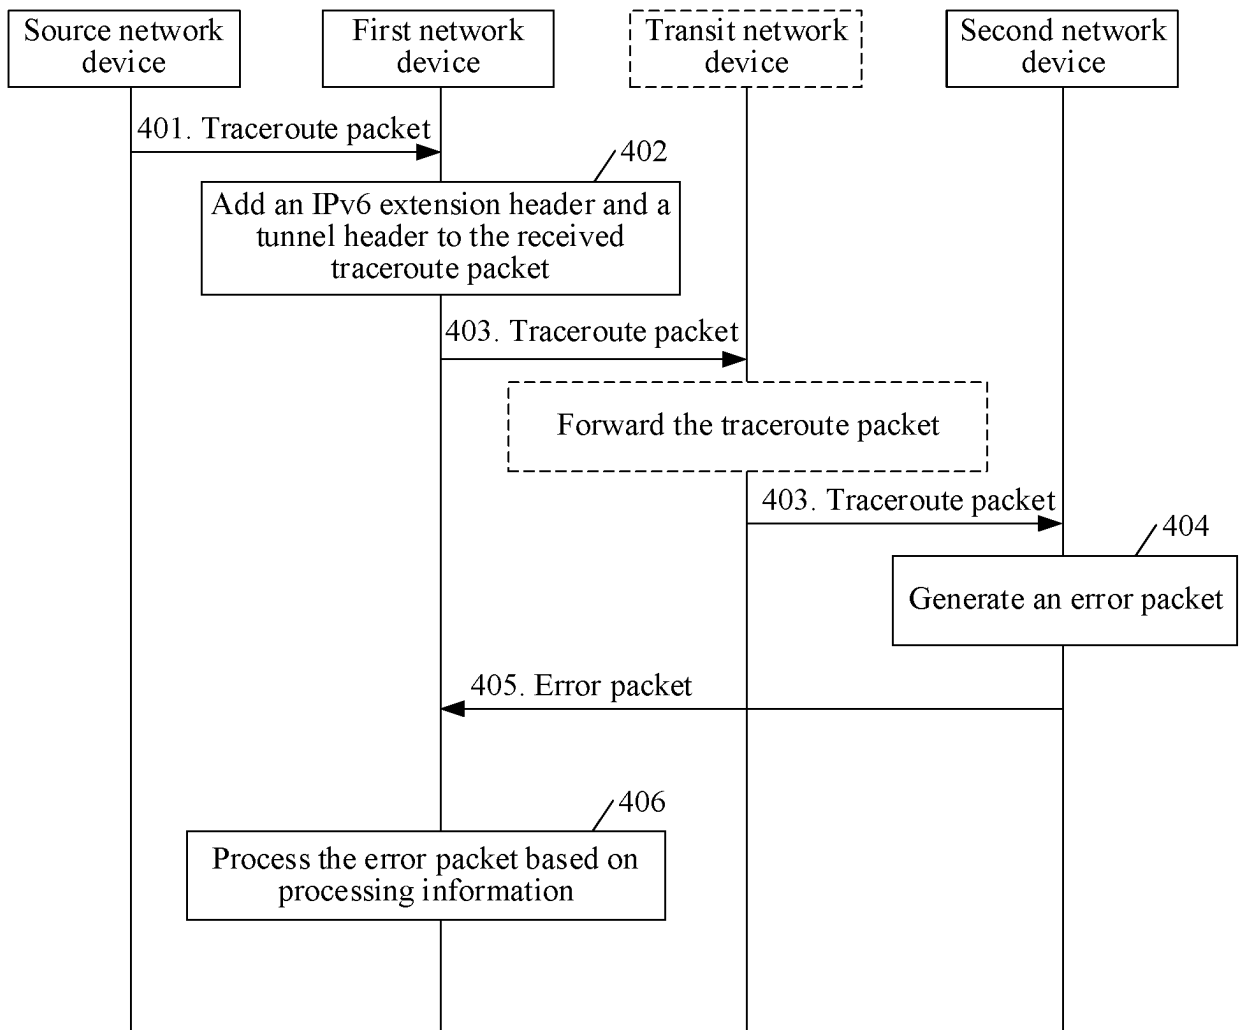 Source network
device
First network
device
Transit network
device
Second network
device
401. Traceroute packet
402
Add an IPv6 extension header and a
tunnel header to the received
traceroute packet
403. Traceroute packet
Forward the traceroute packet
403. Traceroute packet
404
Generate an error packet
405. Error packet
406
Process the error packet based on
processing information